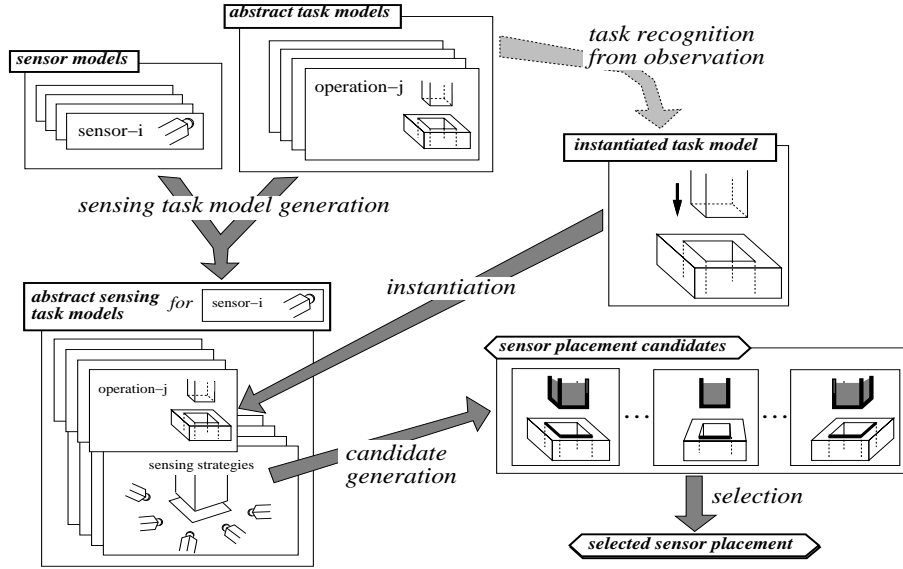 abstract task models
sensor models
operation–j
sensor–i
task recognition
from observation
instantiated task model
sensing task model generation
instantiation
abstract sensing
task models
for
sensor–i
operation–j
sensing strategies
candidate
generation
sensor placement candidates
... ...
selection
selected sensor placement